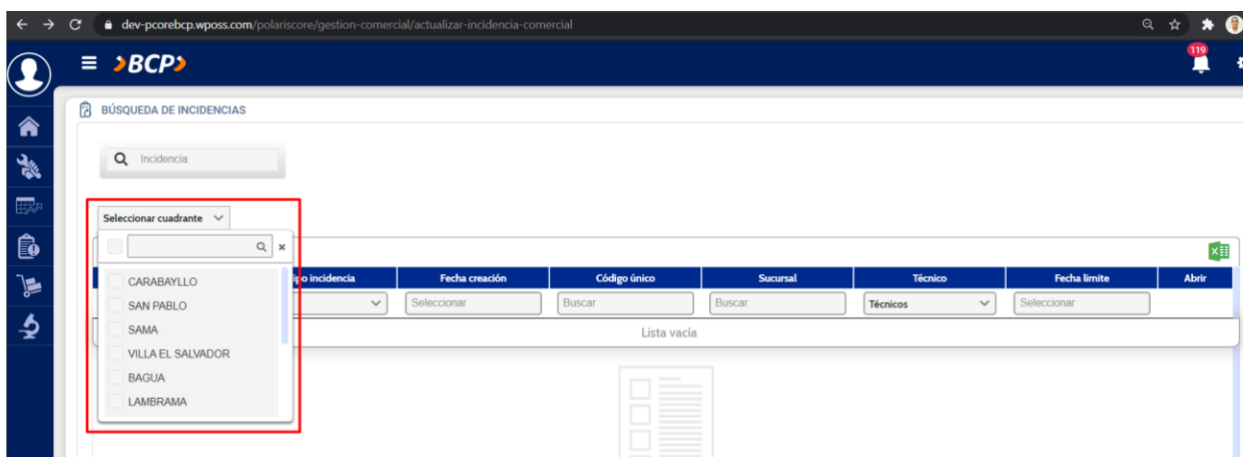 dev-pcorebcp.wposs.com/polariscore/gestion-comercial/actualizar-incidencia-comercial
BCP
119
BÚSQUEDA DE INCIDENCIAS
Incidencia
Seleccionar cuadrante
CARABAYLLO
SAN PABLO
SAMA
VILLA EL SALVADOR
BAGUA
LAMBRAMA
po incidencia Fecha creación Código único Sucursal Técnico Fecha limite Abrir
Seleccionar Buscar Buscar Técnicos Seleccionar
Lista vacía